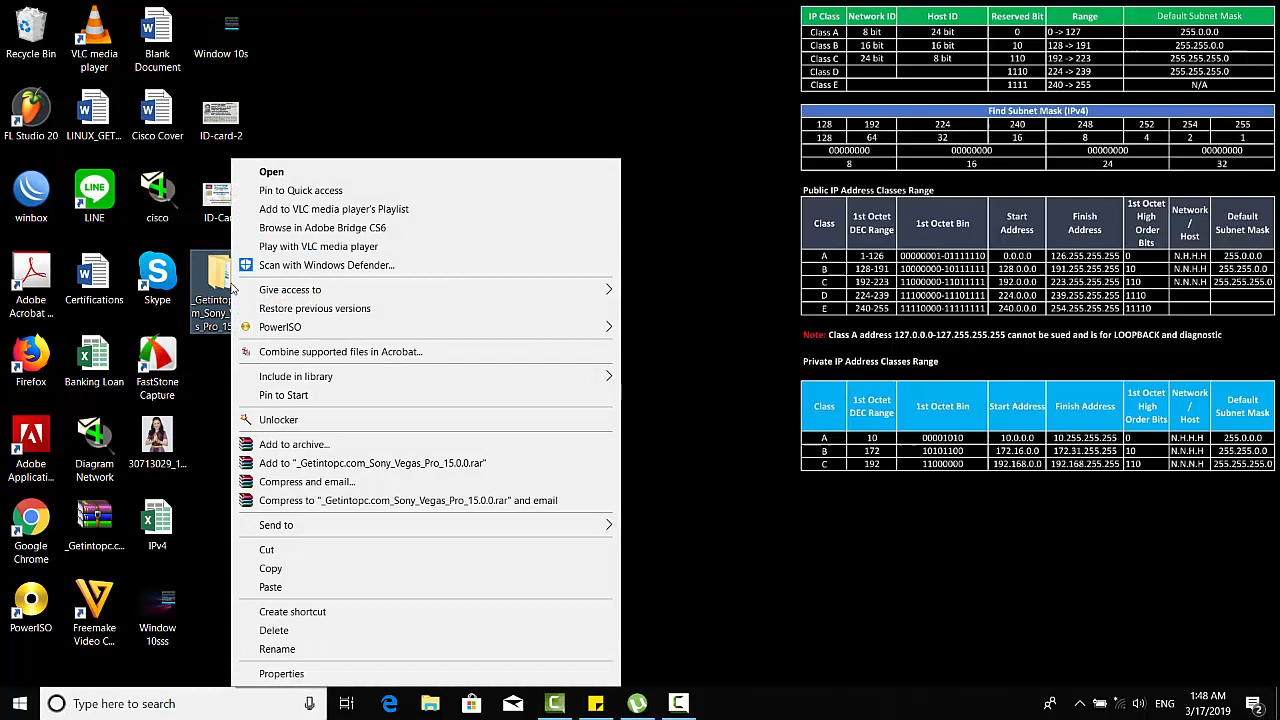 Recycle Bin
VLC media
player
Blank
Document
Window 10s
FL Studio 20
LINUX_GET...
Cisco Cover
ID-card-2
winbox
LINE
cisco
ID-Car
Adobe
Acrobat ...
Certifications
Skype
_Getintop
m_Sony_V
s_Pro_15
Firefox
Banking Loan
FastStone
Capture
Adobe
Applicati...
Diagram
Network
30713029_1...
Google
Chrome
_Getintopc.c...
IPv4
PowerISO
Freemake
Video C...
Window
10sss
Open
Pin to Quick access
Add to VLC media player's Playlist
Browse in Adobe Bridge CS6
Play with VLC media player
Scan with Windows Defender...
Give access to
Restore previous versions
PowerISO
Combine supported files in Acrobat...
Include in library
Pin to Start
Unlocker
Add to archive...
Add to "_Getintopc.com_Sony_Vegas_Pro_15.0.0.rar"
Compress and email...
Compress to "_Getintopc.com_Sony_Vegas_Pro_15.0.0.rar" and email
Send to
Cut
Copy
Paste
Create shortcut
Delete
Rename
Properties
IP Class Network ID Host ID Reserved Bit Range Default Subnet Mask
Class A 8 bit 24 bit 0 0 -> 127 255.0.0.0
Class B 16 bit 16 bit 10 128 -> 191 255.255.0.0
Class C 24 bit 8 bit 110 192 -> 223 255.255.255.0
Class D 1110 224 -> 239 255.255.255.0
Class E 1111 240 -> 255 N/A
Find Subnet Mask (IPv4)
128 192 224 240 248 252 254 255
128 64 32 16 8 4 2 1
00000000 00000000 00000000 00000000
8 16 24 32
Public IP Address Classes Range
Class 1st Octet DEC Range 1st Octet Bin Start Address Finish Address 1st Octet High Order Bits Network / Host Default Subnet Mask
A 1-126 00000001-01111110 0.0.0.0 126.255.255.255 0 N.H.H.H 255.0.0.0
B 128-191 10000000-10111111 128.0.0.0 191.255.255.255 10 N.N.H.H 255.255.0.0
C 192-223 11000000-11011111 192.0.0.0 223.255.255.255 110 N.N.N.H 255.255.255.0
D 224-239 11100000-11101111 224.0.0.0 239.255.255.255 1110
E 240-255 11110000-11111111 240.0.0.0 254.255.255.255 11110
Note: Class A address 127.0.0.0-127.255.255.255 cannot be sued and is for LOOPBACK and diagnostic
Private IP Address Classes Range
Class 1st Octet DEC Range 1st Octet Bin Start Address Finish Address 1st Octet High Order Bits Network / Host Default Subnet Mask
A 10 00001010 10.0.0.0 10.255.255.255 0 N.H.H.H 255.0.0.0
B 172 10101100 172.16.0.0 172.31.255.255 10 N.N.H.H 255.255.0.0
C 192 11000000 192.168.0.0 192.168.255.255 110 N.N.N.H 255.255.255.0
Type here to search
ENG
1:48 AM
3/17/2019
2